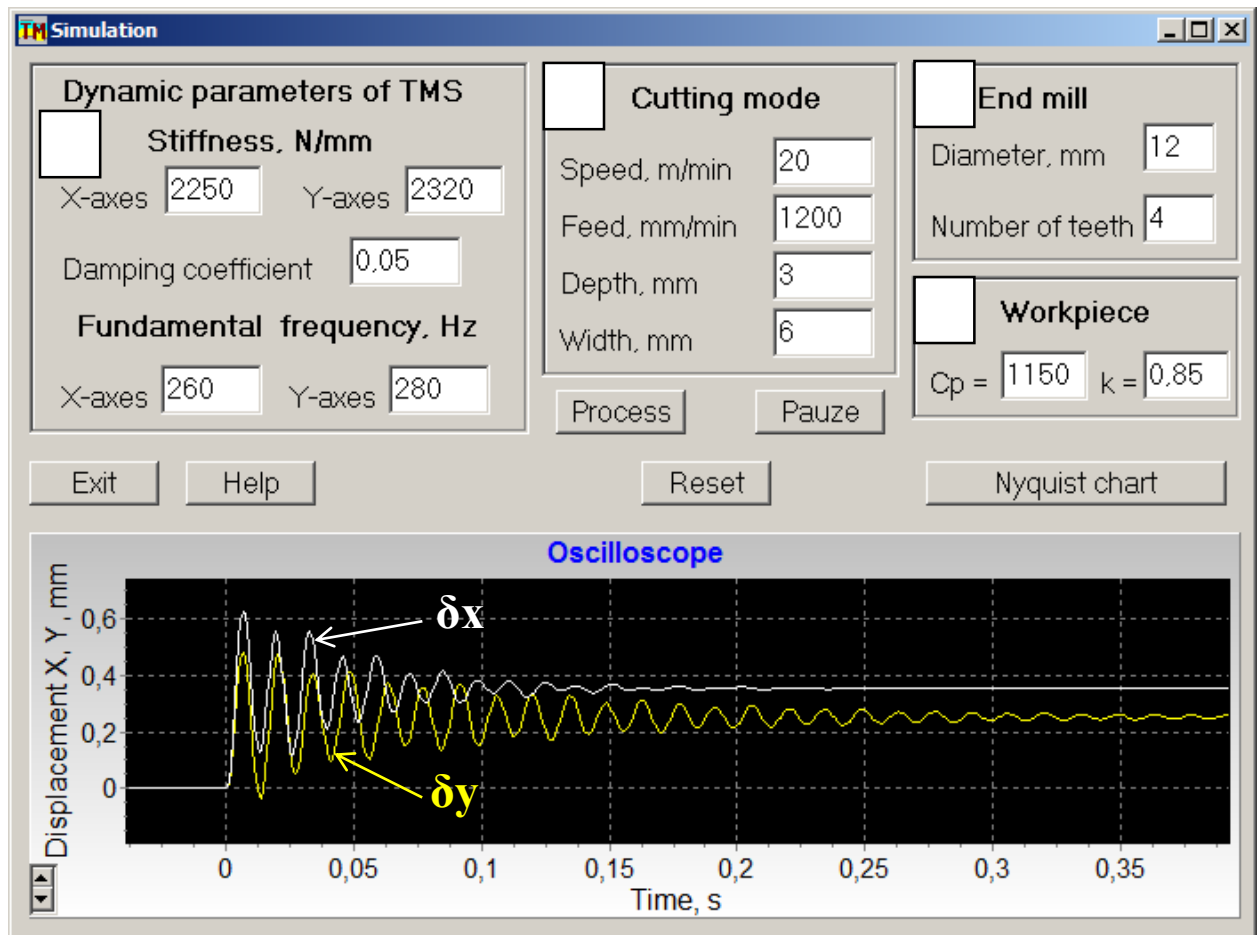 TM Simulation
Dynamic parameters of TMS
Stiffness, N/mm
X-axes 2250 Y-axes 2320
Damping coefficient 0,05
Fundamental frequency, Hz
X-axes 260 Y-axes 280
Cutting mode
Speed, m/min 20
Feed, mm/min 1200
Depth, mm 3
Width, mm 6
Process Pauze
End mill
Diameter, mm 12
Number of teeth 4
Workpiece
Cp = 1150 k = 0,85
Exit Help Reset Nyquist chart
Oscilloscope
Displacement X, Y, mm
0,6
0,4
0,2
0
δx
δy
0 0,05 0,1 0,15 0,2 0,25 0,3 0,35
Time, s